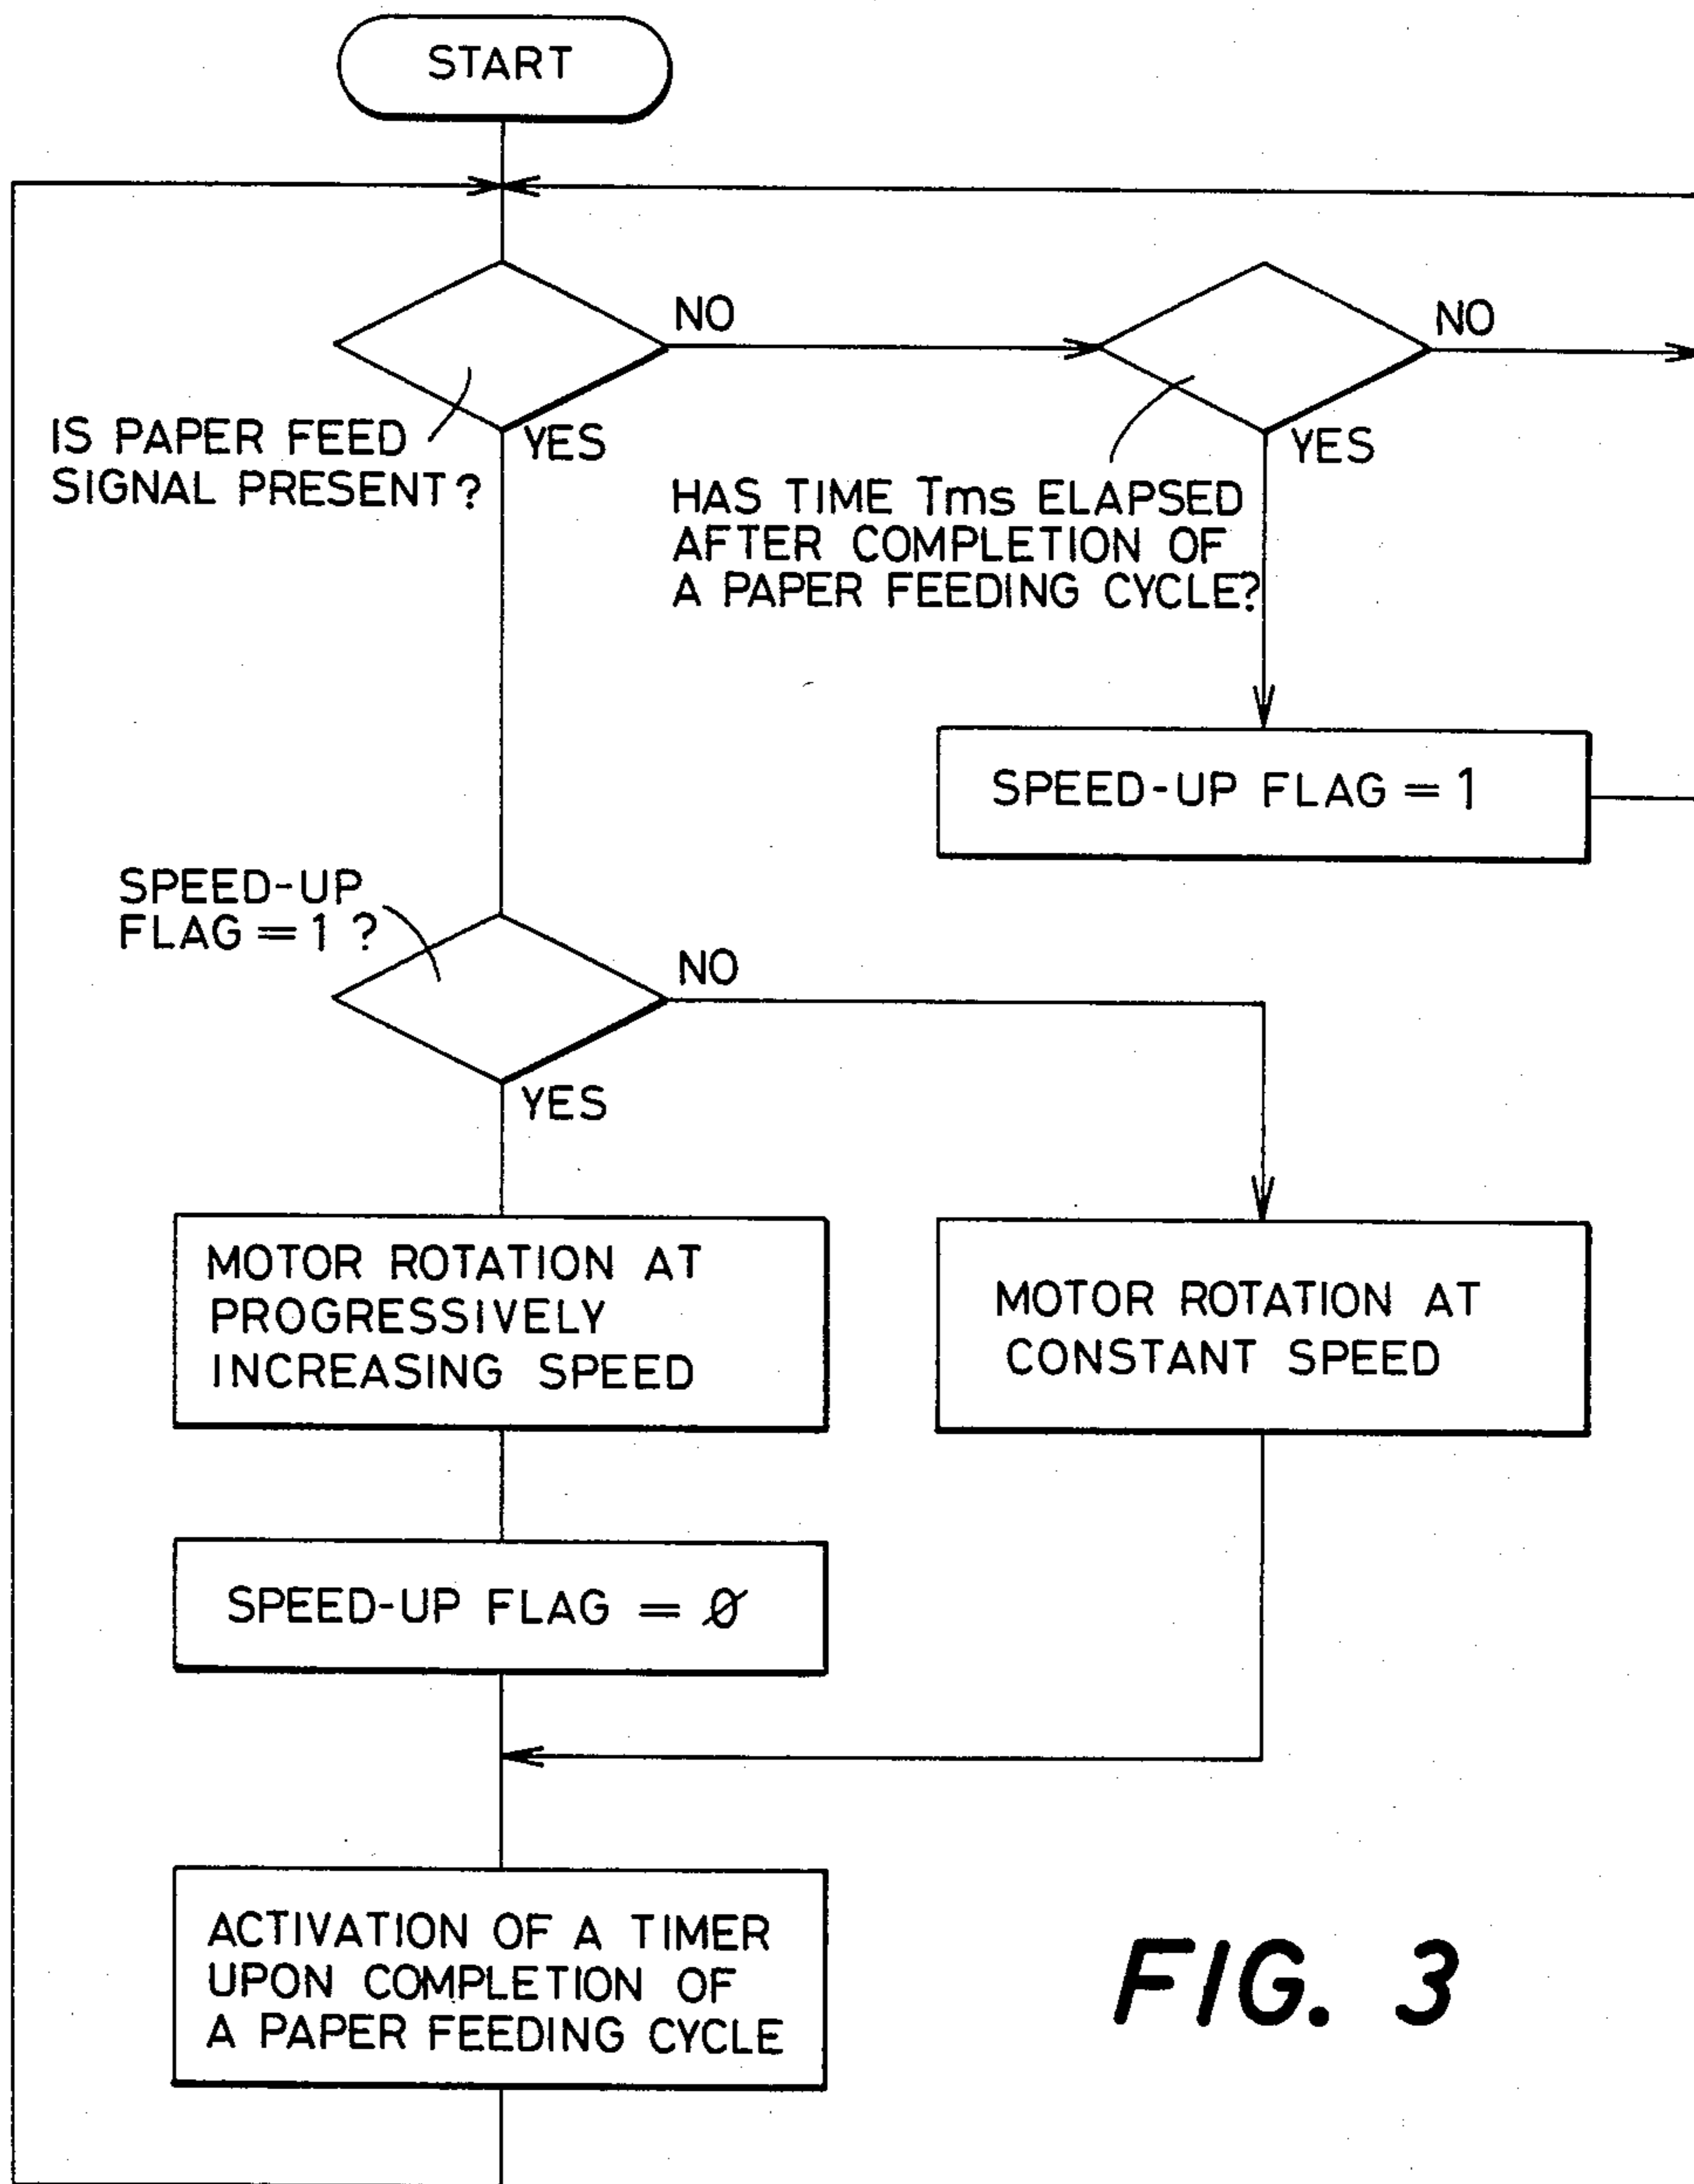 START
NO
NO
IS PAPER FEED
SIGNAL PRESENT?
YES
YES
HAS TIME Tms ELAPSED
AFTER COMPLETION OF
A PAPER FEEDING CYCLE?
SPEED-UP FLAG = 1
SPEED-UP
FLAG = 1 ?
NO
YES
MOTOR ROTATION AT
PROGRESSIVELY
INCREASING SPEED
MOTOR ROTATION AT
CONSTANT SPEED
SPEED-UP FLAG = Ø
ACTIVATION OF A TIMER
UPON COMPLETION OF
A PAPER FEEDING CYCLE
FIG. 3